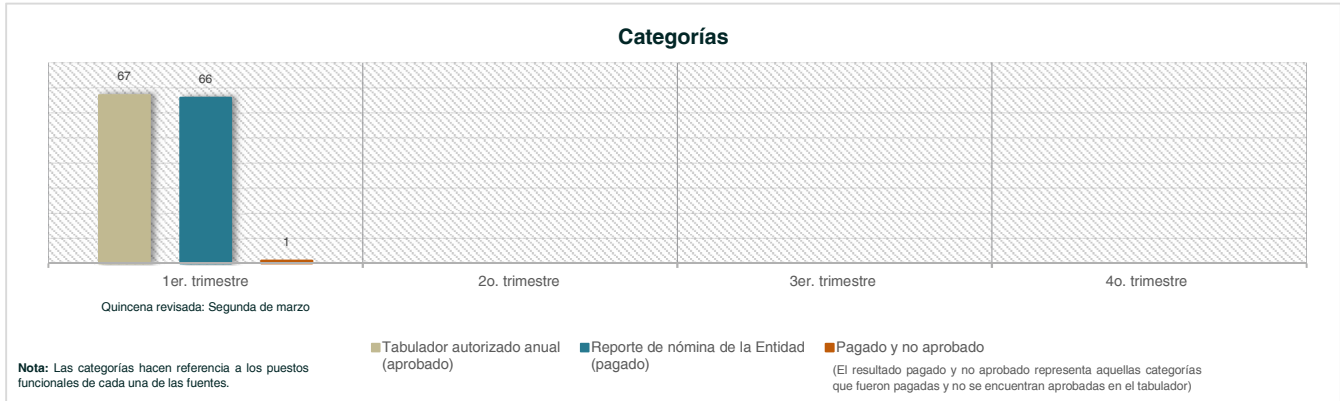 Categorías
67
66
1
1er. trimestre
2o. trimestre
3er. trimestre
4o. trimestre
Quincena revisada: Segunda de marzo
Tabulador autorizado anual
(aprobado)
Reporte de nómina de la Entidad
(pagado)
Pagado y no aprobado
(El resultado pagado y no aprobado representa aquellas categorías
que fueron pagadas y no se encuentran aprobadas en el tabulador)
Nota: Las categorías hacen referencia a los puestos
funcionales de cada una de las fuentes.